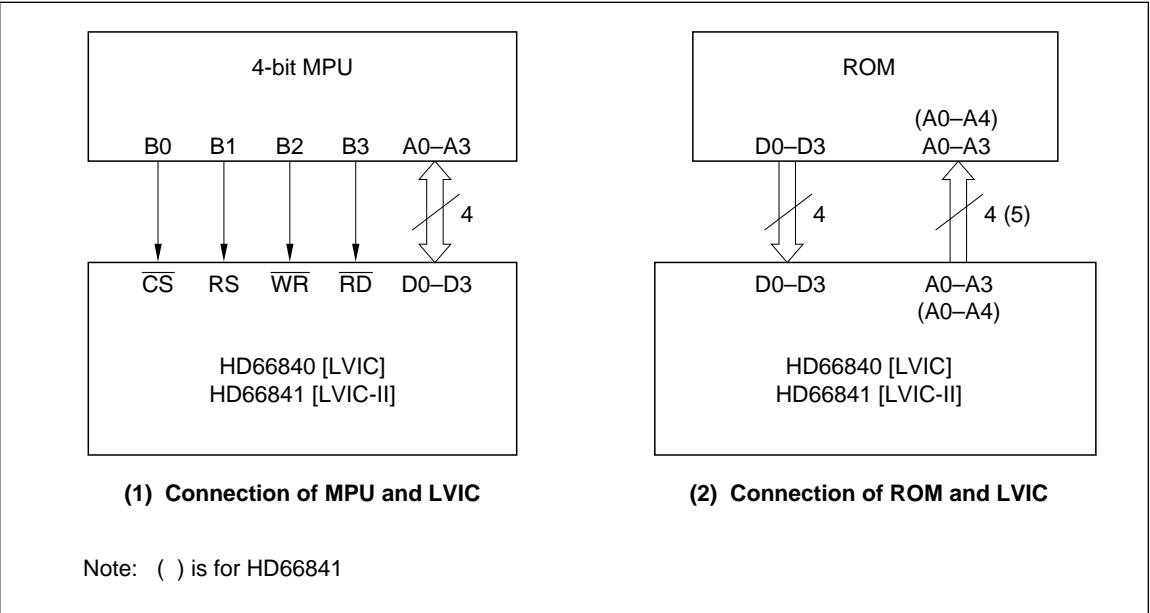 4-bit MPU
B0 B1 B2 B3 A0–A3
4
CS RS WR RD D0–D3
HD66840 [LVIC]
HD66841 [LVIC-II]
(1) Connection of MPU and LVIC
ROM
(A0–A4)
D0–D3 A0–A3
4 4 (5)
D0–D3 A0–A3
(A0–A4)
HD66840 [LVIC]
HD66841 [LVIC-II]
(2) Connection of ROM and LVIC
Note: ( ) is for HD66841